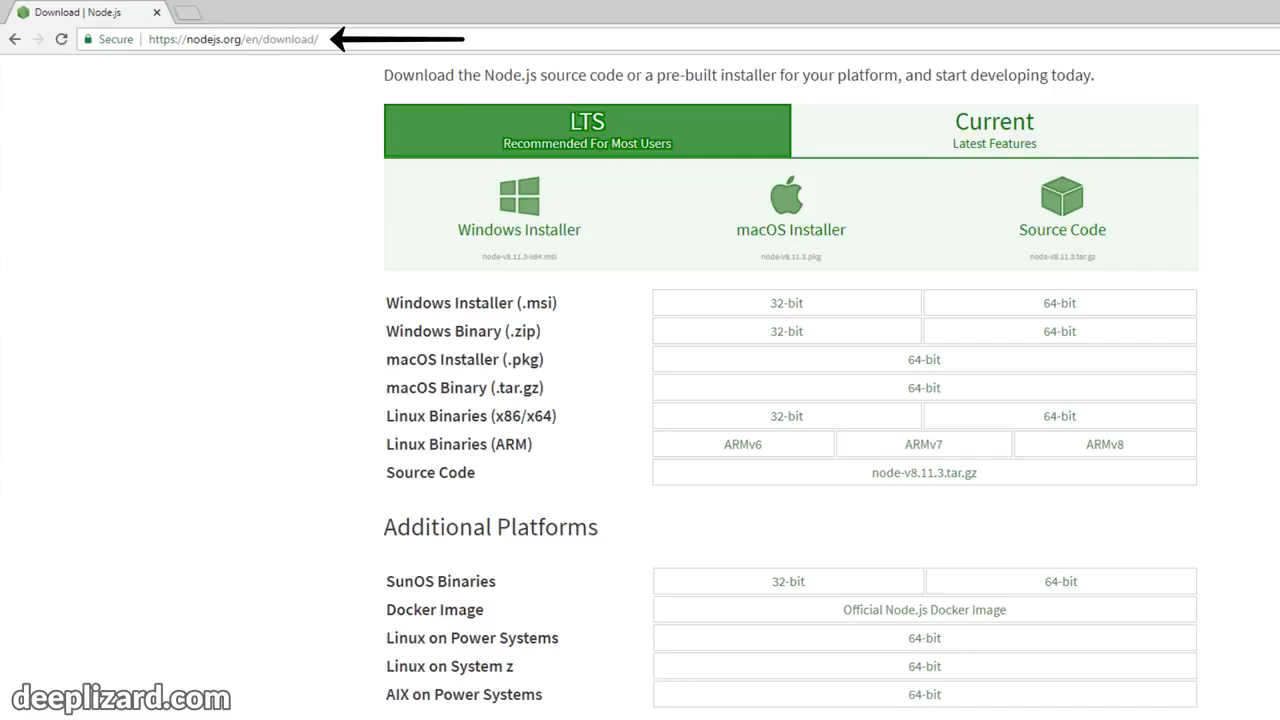 Download | Node.js
Secure https://nodejs.org/en/download/
Download the Node.js source code or a pre-built installer for your platform, and start developing today.
LTS
Recommended For Most Users
Current
Latest Features
Windows Installer
macOS Installer
Source Code
node-v8.11.3-x64.msi
node-v8.11.3.pkg
node-v8.11.3.tar.gz
Windows Installer (.msi) 32-bit 64-bit
Windows Binary (.zip) 32-bit 64-bit
macOS Installer (.pkg) 64-bit
macOS Binary (.tar.gz) 64-bit
Linux Binaries (x86/x64) 32-bit 64-bit
Linux Binaries (ARM) ARMv6 ARMv7 ARMv8
Source Code node-v8.11.3.tar.gz
Additional Platforms
SunOS Binaries 32-bit 64-bit
Docker Image Official Node.js Docker Image
Linux on Power Systems 64-bit
Linux on System z 64-bit
AIX on Power Systems 64-bit
deeplizard.com